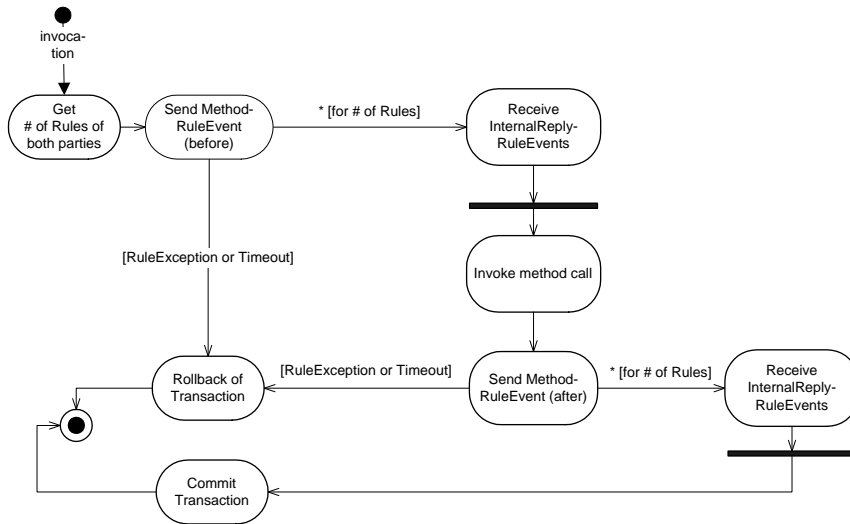 invoca-
tion
Get
# of Rules of
both parties
Send Method-
RuleEvent
(before)
* [for # of Rules]
Receive
InternalReply-
RuleEvents
[RuleException or Timeout]
Invoke method call
Rollback of
Transaction
[RuleException or Timeout]
Send Method-
RuleEvent (after)
* [for # of Rules]
Receive
InternalReply-
RuleEvents
Commit
Transaction